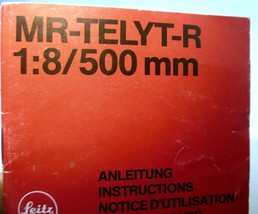 MR-TELYT-R
1:8/500 mm
ANLEITUNG
INSTRUCTIONS
NOTICE D'UTILISATION
Leitz